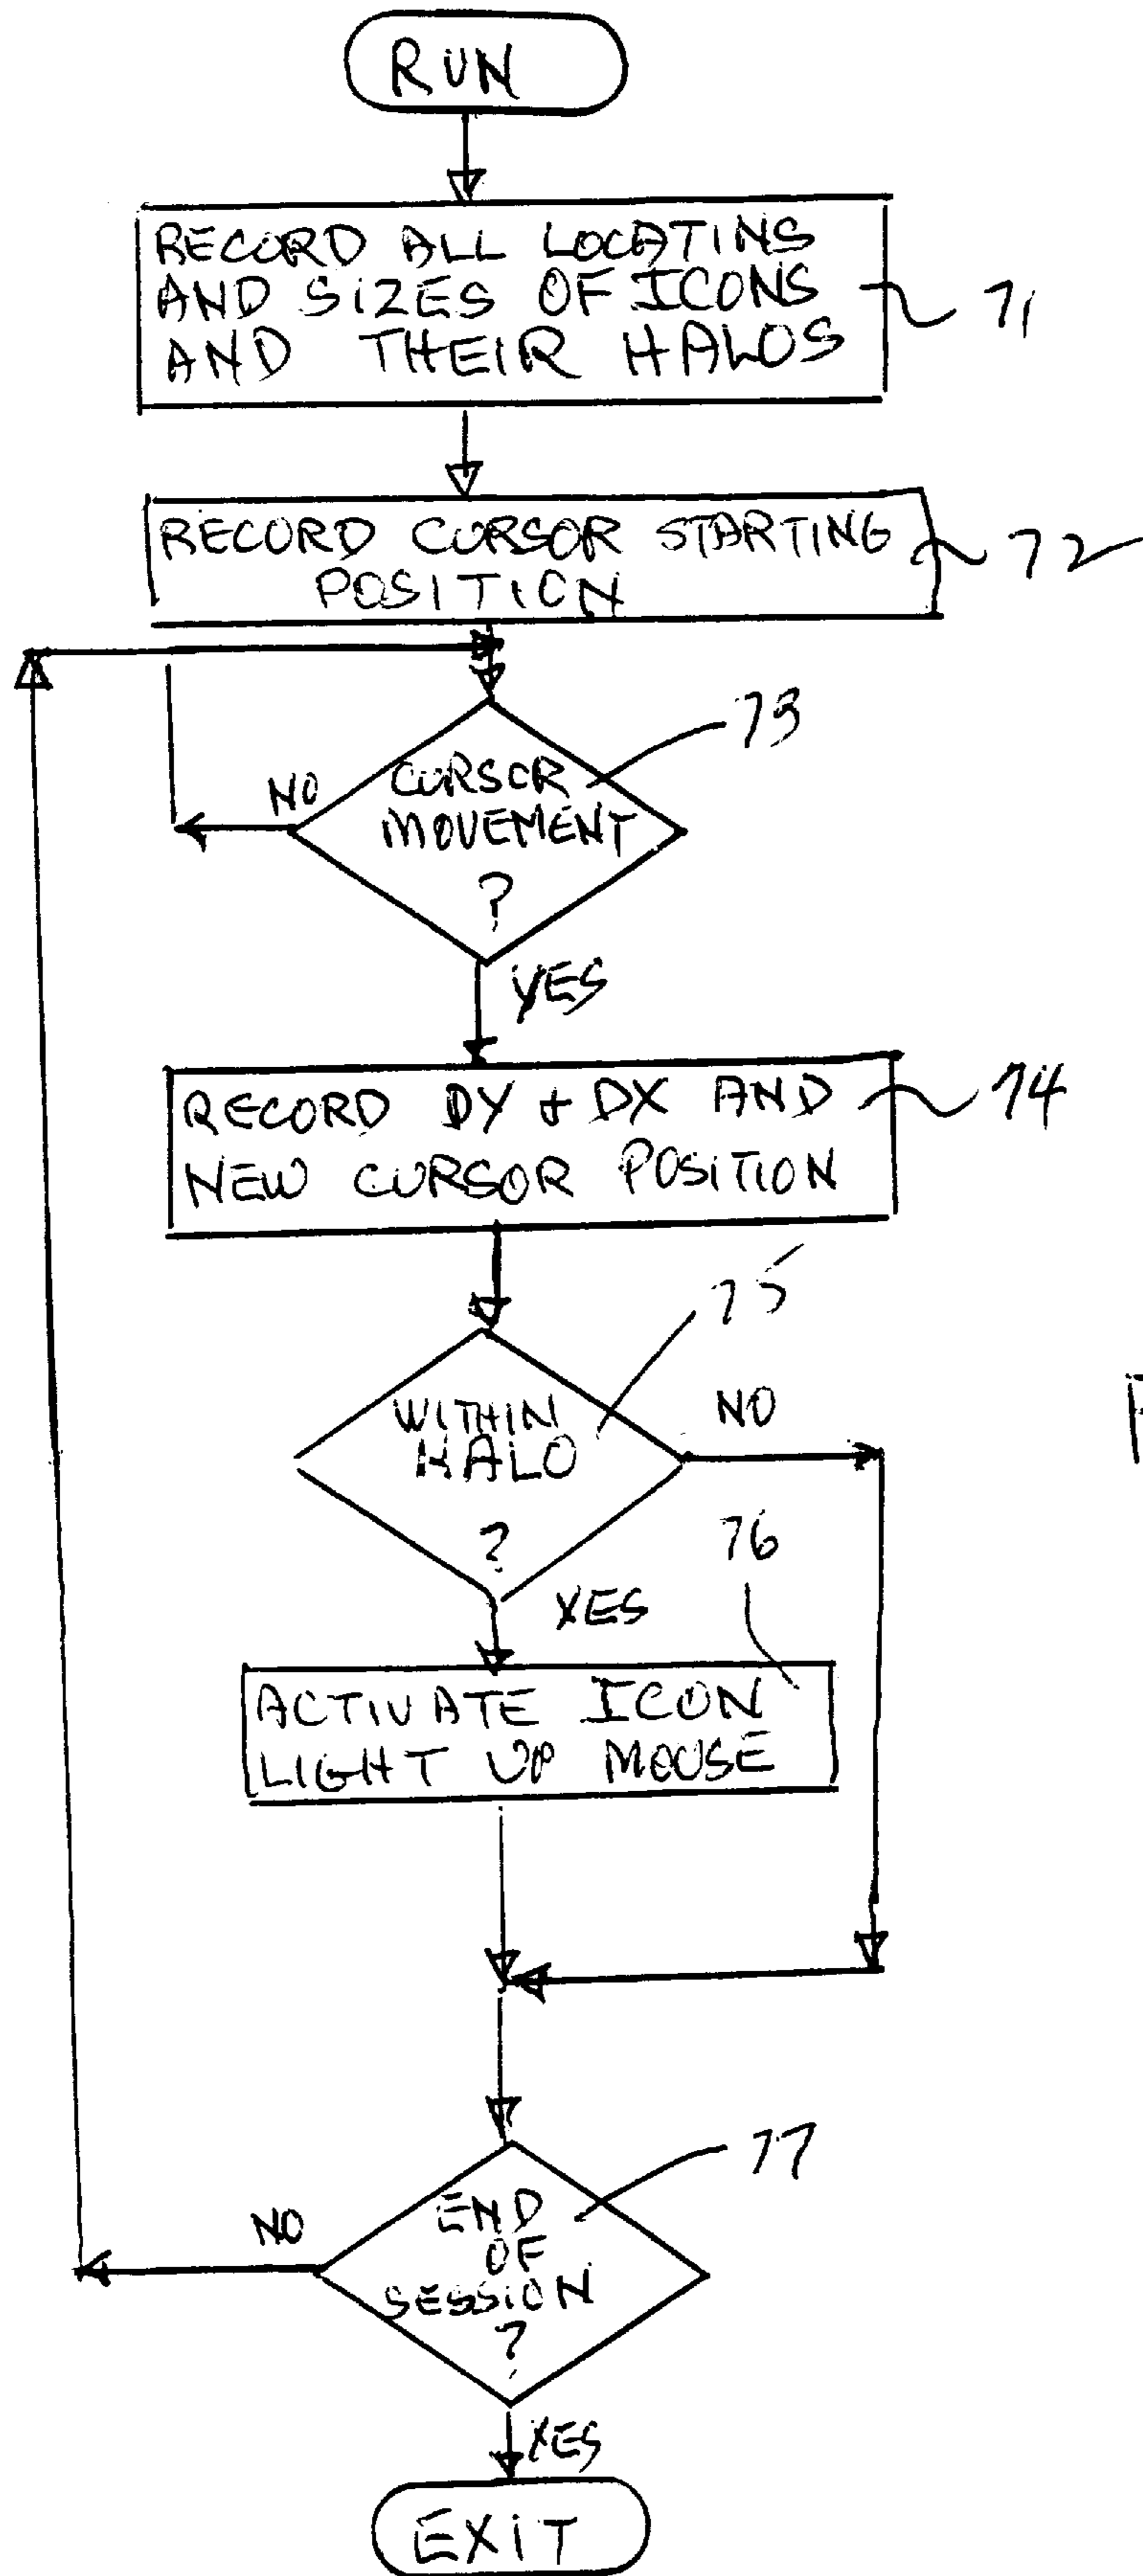 RUN
RECORD ALL LOCATINS
AND SIZES OF ICONS
AND THEIR HALOS
71
RECORD CURSOR STARTING
POSITION
72
73
CURSOR
MOVEMENT
?
NO
YES
RECORD DY + DX AND
NEW CURSOR POSITION
74
75
WITHIN
HALO
?
NO
YES
76
ACTIVATE ICON
LIGHT UP MOUSE
77
END
OF
SESSION
?
NO
YES
EXIT